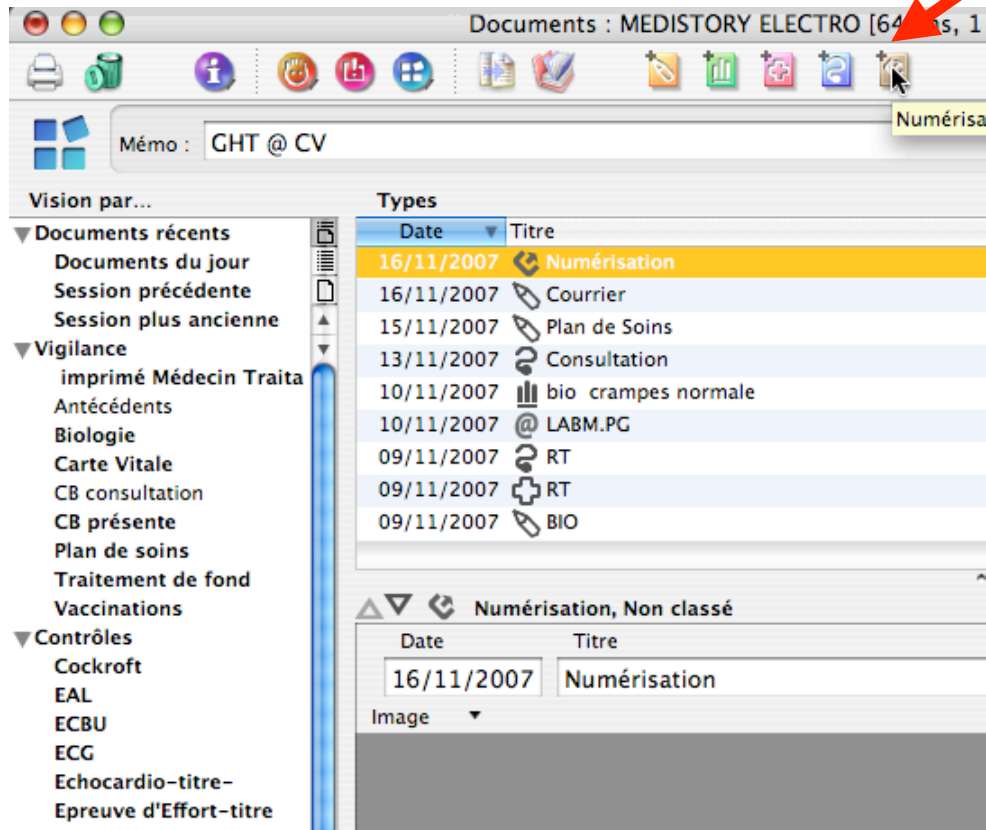 Documents : MEDISTORY ELECTRO [64 ns, 1
Numérisa
Mémo : GHT @ CV
Vision par...
Documents récents
Documents du jour
Session précédente
Session plus ancienne
Vigilance
imprimé Médecin Traita
Antécédents
Biologie
Carte Vitale
CB consultation
CB présente
Plan de soins
Traitement de fond
Vaccinations
Contrôles
Cockroft
EAL
ECBU
ECG
Echocardio-titre-
Epreuve d'Effort-titre
Types
Date Titre
16/11/2007 Numérisation
16/11/2007 Courrier
15/11/2007 Plan de Soins
13/11/2007 Consultation
10/11/2007 bio crampes normale
10/11/2007 @ LABM.PG
09/11/2007 RT
09/11/2007 RT
09/11/2007 BIO
Numérisation, Non classé
Date Titre
16/11/2007 Numérisation
Image